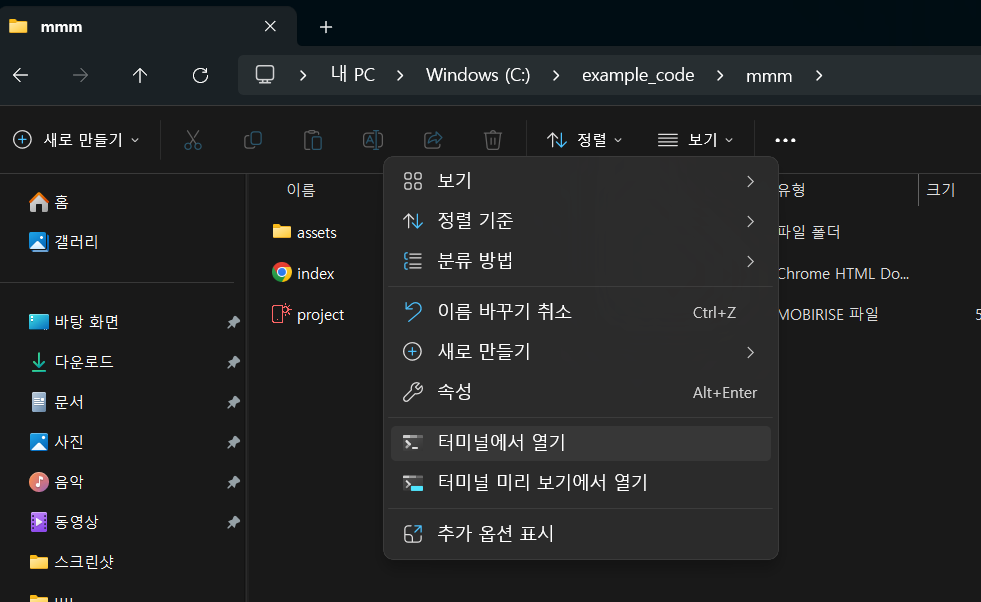 mmm
내 PC > Windows (C:) > example_code > mmm >
새로 만들기 정렬 보기
이름 유형 크기
홈
갤러리
바탕 화면
다운로드
문서
사진
음악
동영상
스크린샷
assets 파일 폴더
index Chrome HTML Do...
project MOBIRISE 파일
보기
정렬 기준
분류 방법
이름 바꾸기 취소 Ctrl+Z
새로 만들기
속성 Alt+Enter
터미널에서 열기
터미널 미리 보기에서 열기
추가 옵션 표시